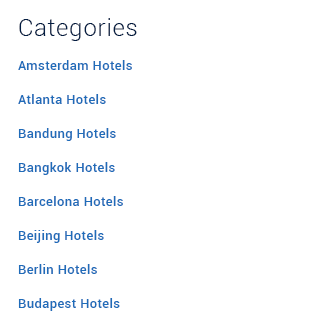 Categories
Amsterdam Hotels
Atlanta Hotels
Bandung Hotels
Bangkok Hotels
Barcelona Hotels
Beijing Hotels
Berlin Hotels
Budapest Hotels